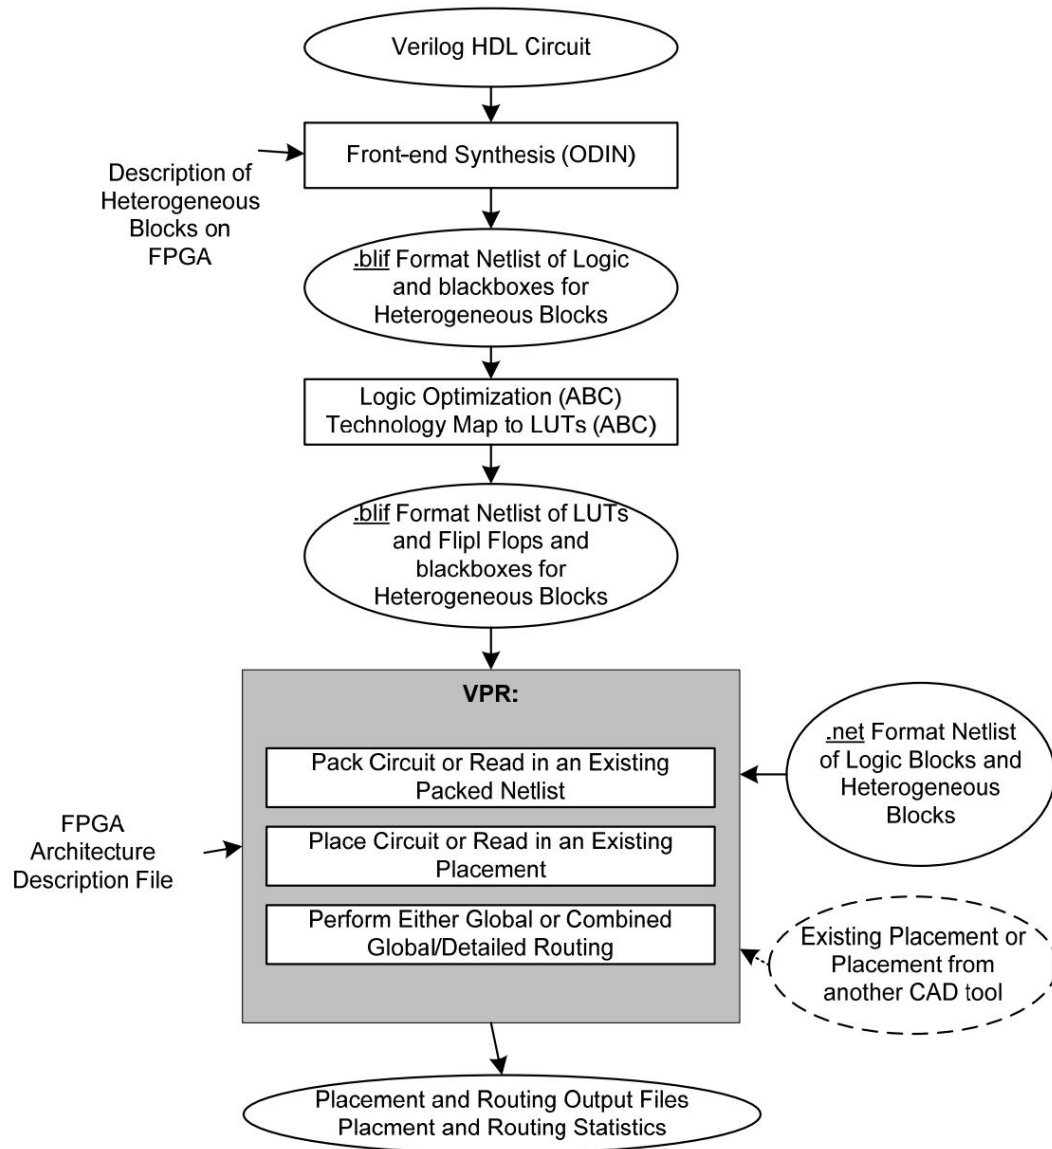 Verilog HDL Circuit
Front-end Synthesis (ODIN)
Description of
Heterogeneous
Blocks on
FPGA
.blif Format Netlist of Logic
and blackboxes for
Heterogeneous Blocks
Logic Optimization (ABC)
Technology Map to LUTs (ABC)
.blif Format Netlist of LUTs
and Flipl Flops and
blackboxes for
Heterogeneous Blocks
VPR:
Pack Circuit or Read in an Existing
Packed Netlist
.net Format Netlist
of Logic Blocks and
Heterogeneous
Blocks
FPGA
Architecture
Description File
Place Circuit or Read in an Existing
Placement
Perform Either Global or Combined
Global/Detailed Routing
Existing Placement or
Placement from
another CAD tool
Placement and Routing Output Files
Placment and Routing Statistics